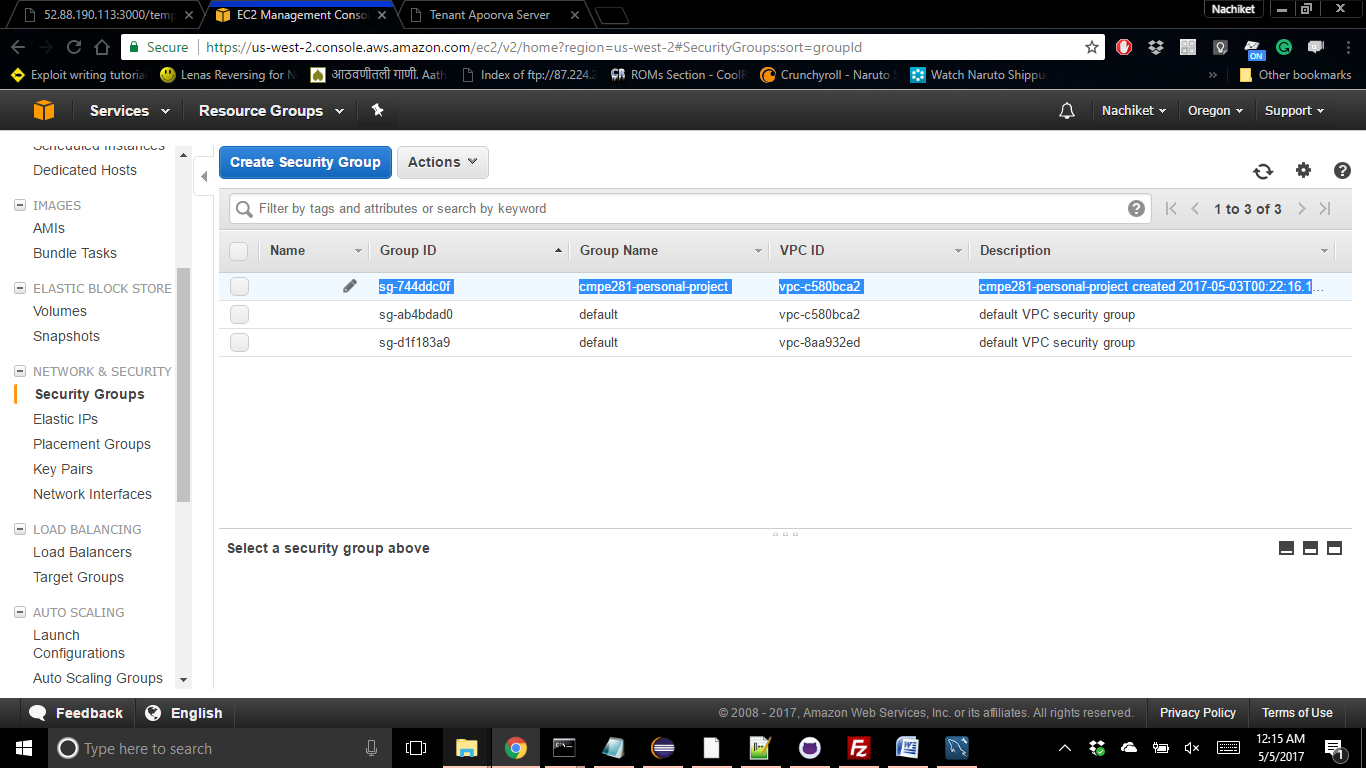 52.88.190.113:3000/temp
EC2 Management Conso
Tenant Apoorva Server
Nachiket
Secure
https://us-west-2.console.aws.amazon.com/ec2/v2/home?region=us-west-2#SecurityGroups:sort=groupId
ON
Exploit writing tutorial
Lenas Reversing for N
आठवणीतली गाणी. Aath
Index of ftp://87.224.2
ROMs Section - CoolR
Crunchyroll - Naruto S
Watch Naruto Shippu
»
Other bookmarks
Services
Resource Groups
Nachiket
Oregon
Support
Scheduled Instances
Dedicated Hosts
IMAGES
AMIs
Bundle Tasks
ELASTIC BLOCK STORE
Volumes
Snapshots
NETWORK & SECURITY
Security Groups
Elastic IPs
Placement Groups
Key Pairs
Network Interfaces
LOAD BALANCING
Load Balancers
Target Groups
AUTO SCALING
Launch
Configurations
Auto Scaling Groups
Create Security Group
Actions
Filter by tags and attributes or search by keyword
1 to 3 of 3
Name Group ID Group Name VPC ID Description
sg-744ddc0f cmpe281-personal-project vpc-c580bca2 cmpe281-personal-project created 2017-05-03T00:22:16.1…
sg-ab4bdad0 default vpc-c580bca2 default VPC security group
sg-d1f183a9 default vpc-8aa932ed default VPC security group
Select a security group above
Feedback
English
© 2008 - 2017, Amazon Web Services, Inc. or its affiliates. All rights reserved.
Privacy Policy
Terms of Use
Type here to search
12:15 AM
5/5/2017
1